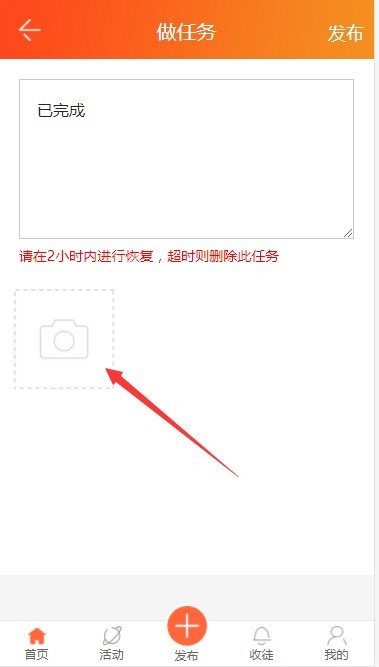 做任务
发布
已完成
请在2小时内进行恢复，超时则删除此任务
首页
活动
发布
收徒
我的